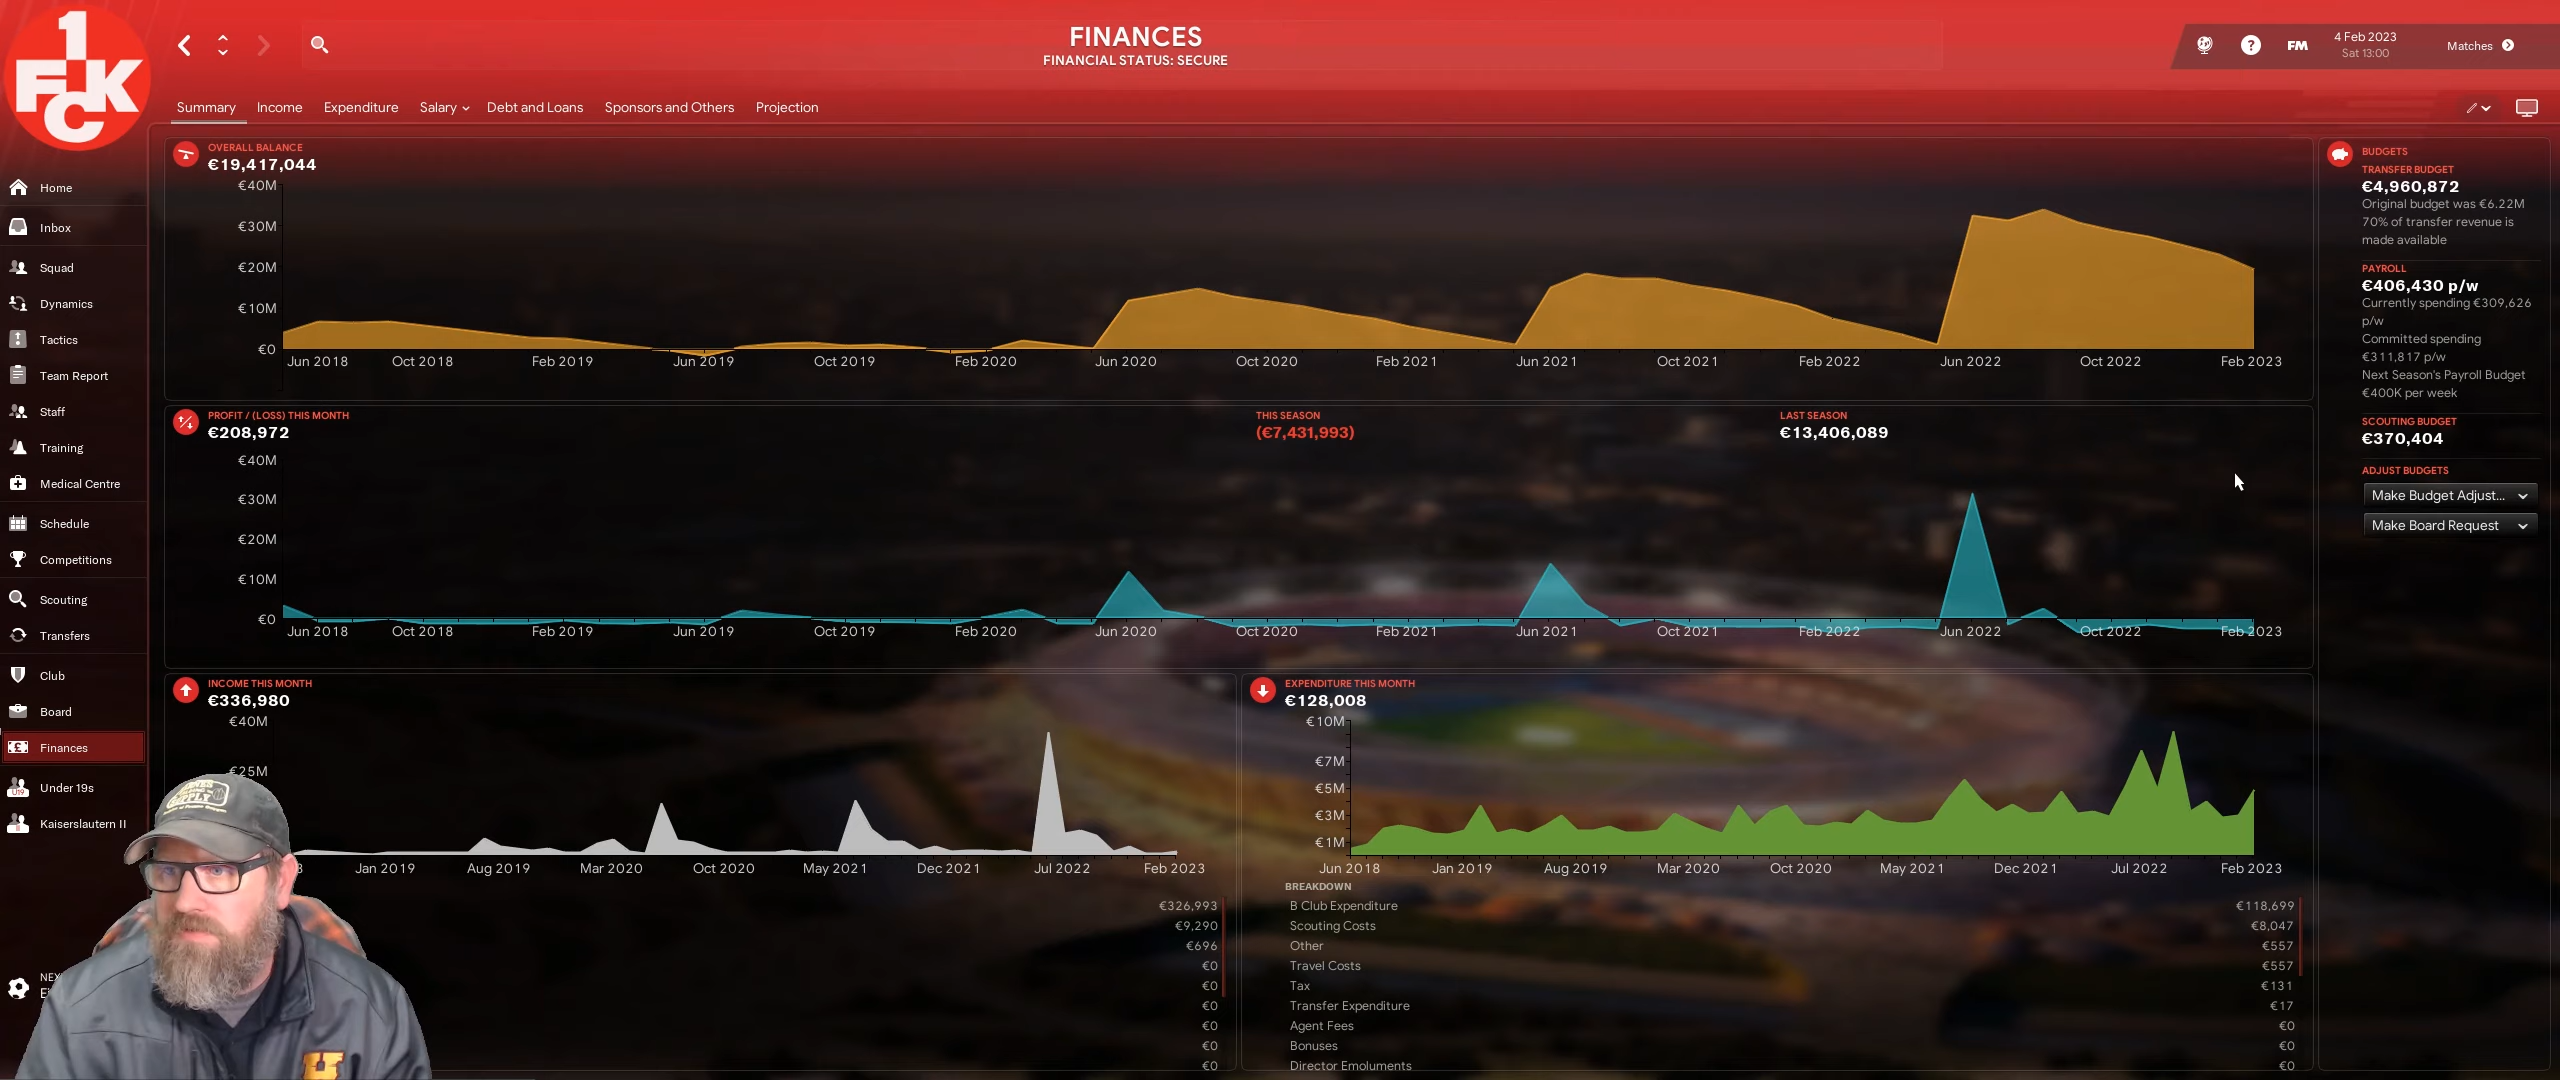 1
FCK
FINANCES
FINANCIAL STATUS: SECURE
?
FM
4 Feb 2023
Sat 13:00
Matches
Summary
Income
Expenditure
Salary
Debt and Loans
Sponsors and Others
Projection
Home
Inbox
Squad
Dynamics
Tactics
Team Report
Staff
Training
Medical Centre
Schedule
Competitions
Scouting
Transfers
Club
Board
Finances
Under 19s
Kaiserslautern II
OVERALL BALANCE
€19,417,044
€40M
€30M
€20M
€10M
€0
Jun 2018 Oct 2018 Feb 2019 Jun 2019 Oct 2019 Feb 2020 Jun 2020 Oct 2020 Feb 2021 Jun 2021 Oct 2021 Feb 2022 Jun 2022 Oct 2022 Feb 2023
PROFIT / (LOSS) THIS MONTH
€208,972
THIS SEASON
(€7,431,993)
LAST SEASON
€13,406,089
€40M
€30M
€20M
€10M
€0
Jun 2018 Oct 2018 Feb 2019 Jun 2019 Oct 2019 Feb 2020 Jun 2020 Oct 2020 Feb 2021 Jun 2021 Oct 2021 Feb 2022 Jun 2022 Oct 2022 Feb 2023
INCOME THIS MONTH
€336,980
€40M
€25M
Jan 2019 Aug 2019 Mar 2020 Oct 2020 May 2021 Dec 2021 Jul 2022 Feb 2023
€326,993
€9,290
€696
€0
€0
€0
€0
€0
€0
EXPENDITURE THIS MONTH
€128,008
€10M
€7M
€5M
€3M
€1M
Jun 2018 Jan 2019 Aug 2019 Mar 2020 Oct 2020 May 2021 Dec 2021 Jul 2022 Feb 2023
BREAKDOWN
B Club Expenditure €118,699
Scouting Costs €8,047
Other €557
Travel Costs €557
Tax €131
Transfer Expenditure €17
Agent Fees €0
Bonuses €0
Director Emoluments €0
BUDGETS
TRANSFER BUDGET
€4,960,872
Original budget was €6.22M
70% of transfer revenue is
made available
PAYROLL
€406,430 p/w
Currently spending €309,626
p/w
Committed spending
€311,817 p/w
Next Season's Payroll Budget
€400K per week
SCOUTING BUDGET
€370,404
ADJUST BUDGETS
Make Budget Adjust...
Make Board Request